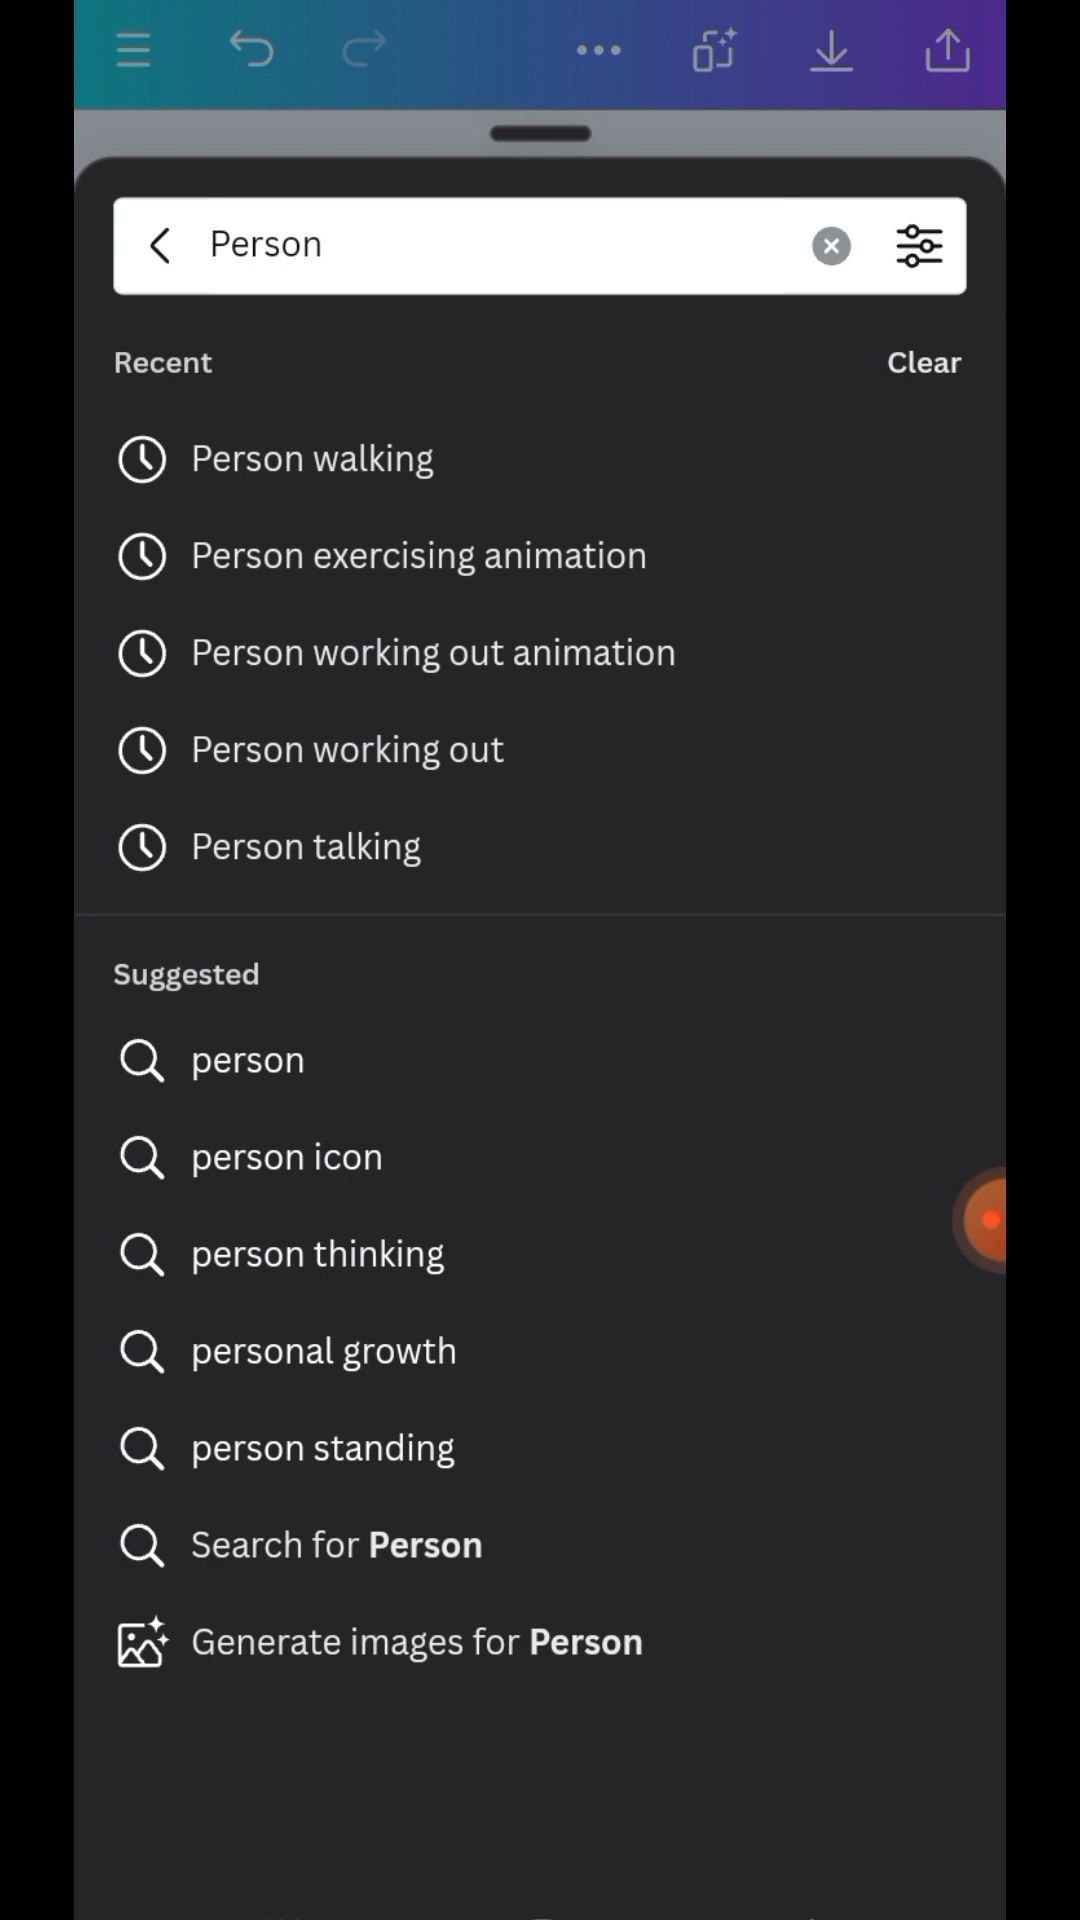 Person
Recent
Clear
Person walking
Person exercising animation
Person working out animation
Person working out
Person talking
Suggested
person
person icon
person thinking
personal growth
person standing
Search for Person
Generate images for Person